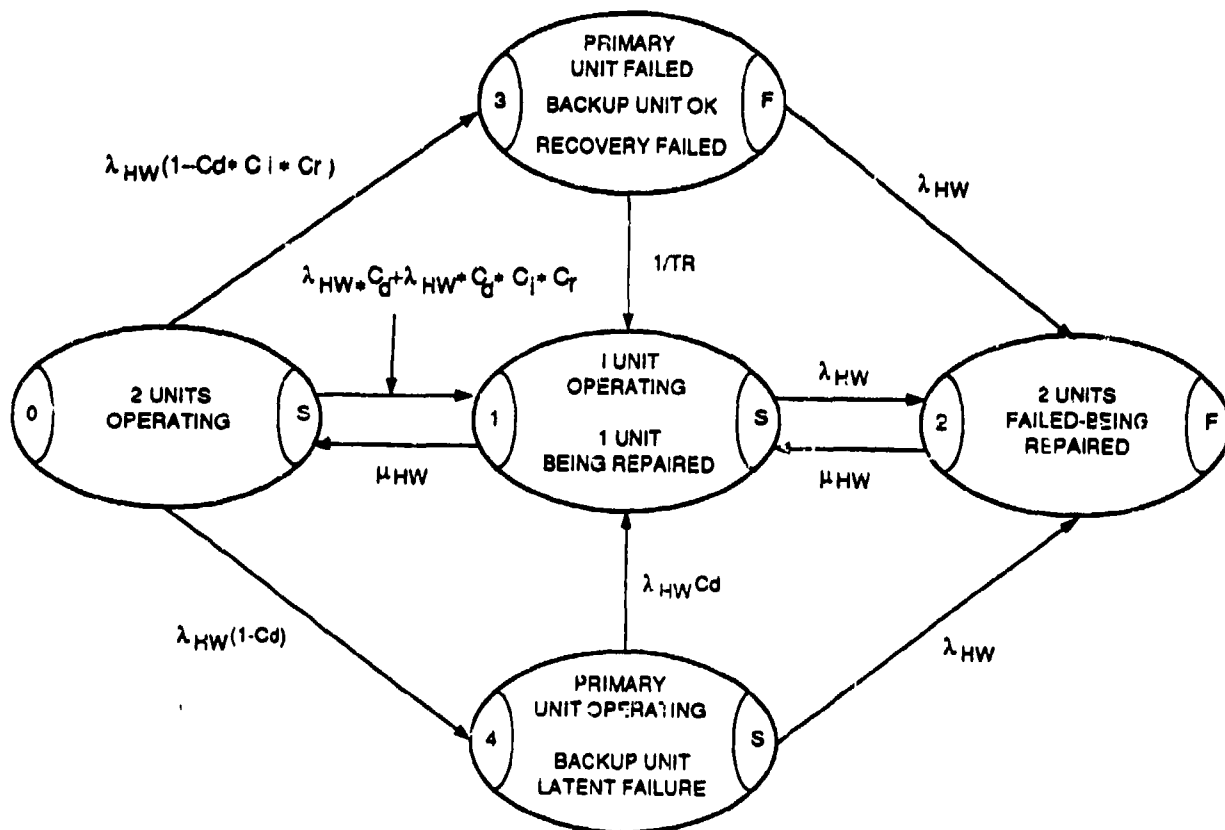 PRIMARY
UNIT FAILED
3 BACKUP UNIT OK F
RECOVERY FAILED
λHW(1–Cd* Ci * Cr)
λHW
1/TR
λHW*Cd+λHW*Cd*Ci*Cr
0 2 UNITS OPERATING S
1 UNIT
OPERATING
1 S
1 UNIT
BEING REPAIRED
λHW
μHW
μHW
2 2 UNITS F
FAILED-BEING
REPAIRED
λHW(1-Cd)
λHW Cd
λHW
PRIMARY
UNIT OPERATING
4 S
BACKUP UNIT
LATENT FAILURE